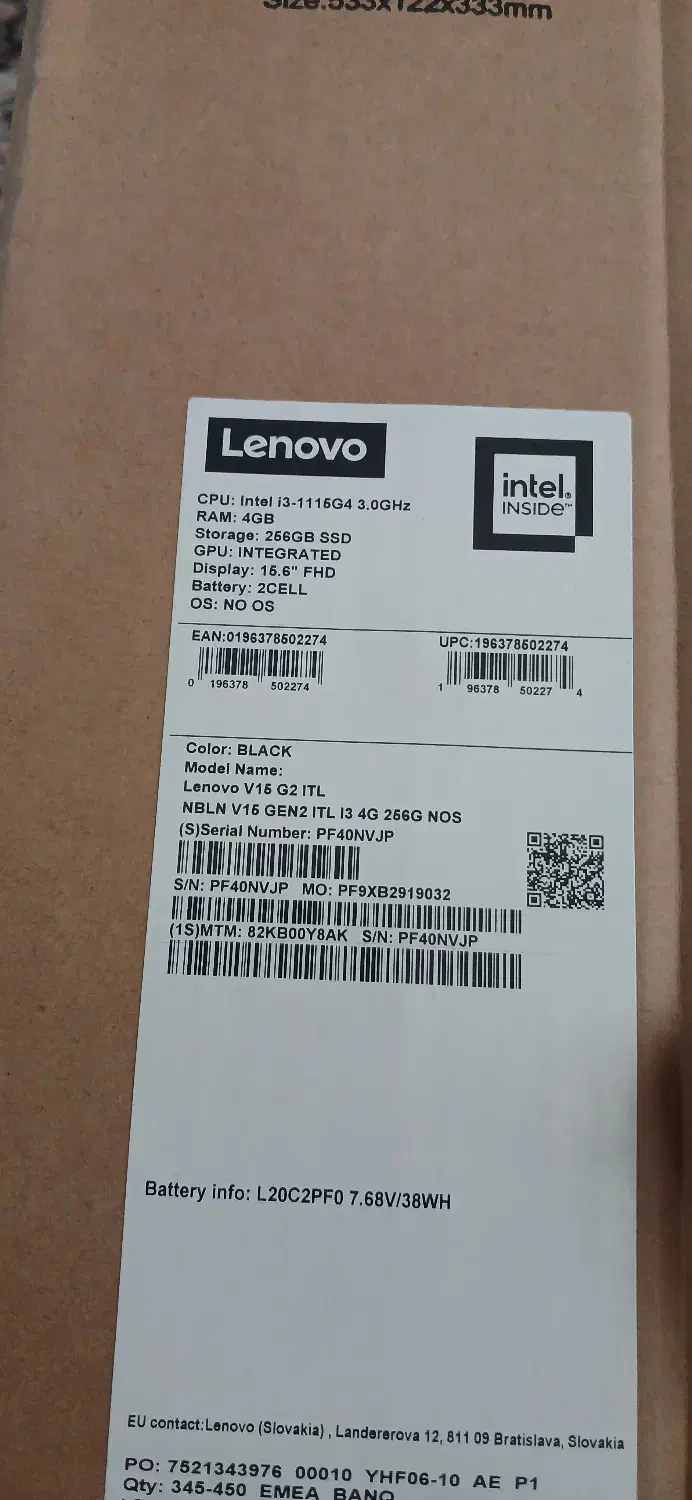 Size:533x122x333mm
Lenovo
intel®
INSIDE™
CPU: Intel i3-1115G4 3.0GHz
RAM: 4GB
Storage: 256GB SSD
GPU: INTEGRATED
Display: 15.6" FHD
Battery: 2CELL
OS: NO OS
EAN:0196378502274
UPC:196378502274
0 196378 502274
1 96378 50227 4
Color: BLACK
Model Name:
Lenovo V15 G2 ITL
NBLN V15 GEN2 ITL I3 4G 256G NOS
(S)Serial Number: PF40NVJP
S/N: PF40NVJP MO: PF9XB2919032
(1S)MTM: 82KB00Y8AK S/N: PF40NVJP
Battery info: L20C2PF0 7.68V/38WH
EU contact:Lenovo (Slovakia) , Landererova 12, 811 09 Bratislava, Slovakia
PO: 7521343976 00010 YHF06-10 AE P1
Qty: 345-450 EMEA BANQ